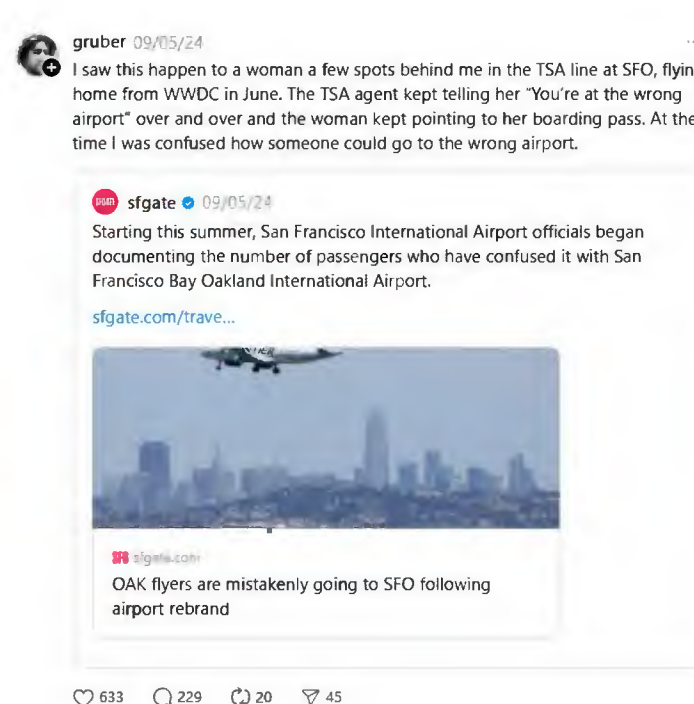 gruber 09/05/24
I saw this happen to a woman a few spots behind me in the TSA line at SFO, flyin
home from WWDC in June. The TSA agent kept telling her "You're at the wrong
airport" over and over and the woman kept pointing to her boarding pass. At the
time I was confused how someone could go to the wrong airport.
sfgate 09/05/24
Starting this summer, San Francisco International Airport officials began
documenting the number of passengers who have confused it with San
Francisco Bay Oakland International Airport.
sfgate.com/trave...
sfgate.com
OAK flyers are mistakenly going to SFO following
airport rebrand
633 229 20 45